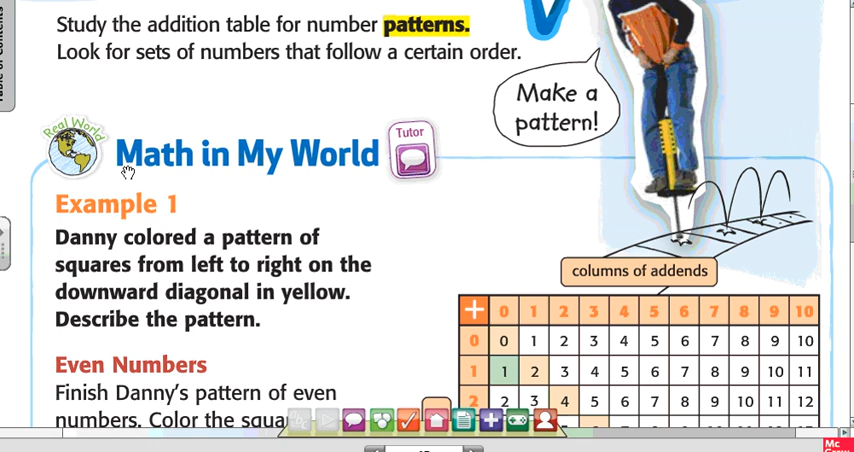 Study the addition table for number patterns.
Look for sets of numbers that follow a certain order.
Make a
pattern!
Real World
Math in My World
Tutor
Example 1
Danny colored a pattern of
squares from left to right on the
downward diagonal in yellow.
Describe the pattern.
columns of addends
+ 0 1 2 3 4 5 6 7 8 9 10
0 0 1 2 3 4 5 6 7 8 9 10
1 1 2 3 4 5 6 7 8 9 10 11
2 2 3 4 5 6 7 8 9 10 11 12
Even Numbers
Finish Danny's pattern of even
numbers. Color the squa
Mc